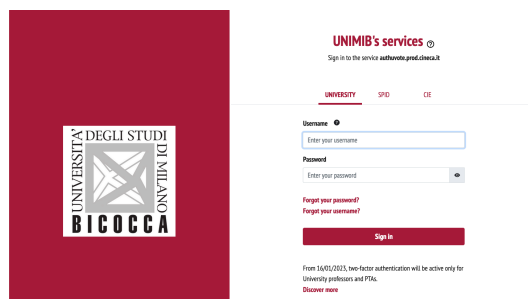 UNIVERSITÀ
DEGLI STUDI
DI MILANO
BICOCCA
UNIMIB's services
Sign in to the service authuvote.prod.cineca.it
UNIVERSITY SPID CIE
Username
Enter your username
Password
Enter your password
Forgot your password?
Forgot your username?
Sign in
From 16/01/2023, two-factor authentication will be active only for
University professors and PTAs.
Discover more